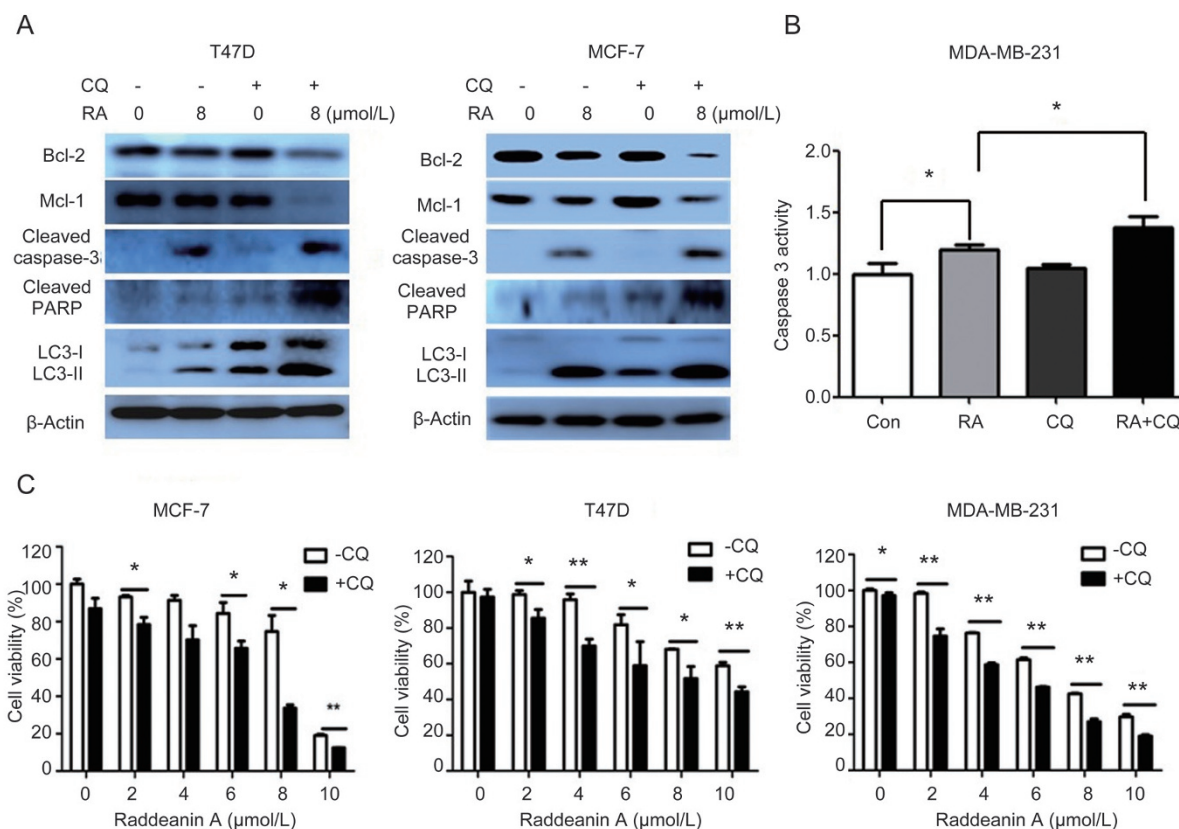 A
T47D
CQ - - + +
RA 0 8 0 8 (μmol/L)
Bcl-2
Mcl-1
Cleaved
caspase-3
Cleaved
PARP
LC3-I
LC3-II
β-Actin
MCF-7
CQ - - + +
RA 0 8 0 8 (μmol/L)
Bcl-2
Mcl-1
Cleaved
caspase-3
Cleaved
PARP
LC3-I
LC3-II
β-Actin
B
MDA-MB-231
Caspase 3 activity
2.0
1.5
1.0
0.5
0.0
*
*
Con RA CQ RA+CQ
C
MCF-7
Cell viability (%)
120
100
80
60
40
20
0
-CQ
+CQ
* * * **
0 2 4 6 8 10
Raddeanin A (μmol/L)
T47D
Cell viability (%)
120
100
80
60
40
20
0
-CQ
+CQ
* ** * * **
0 2 4 6 8 10
Raddeanin A (μmol/L)
MDA-MB-231
Cell viability (%)
120
100
80
60
40
20
0
-CQ
+CQ
* ** ** ** ** **
0 2 4 6 8 10
Raddeanin A (μmol/L)